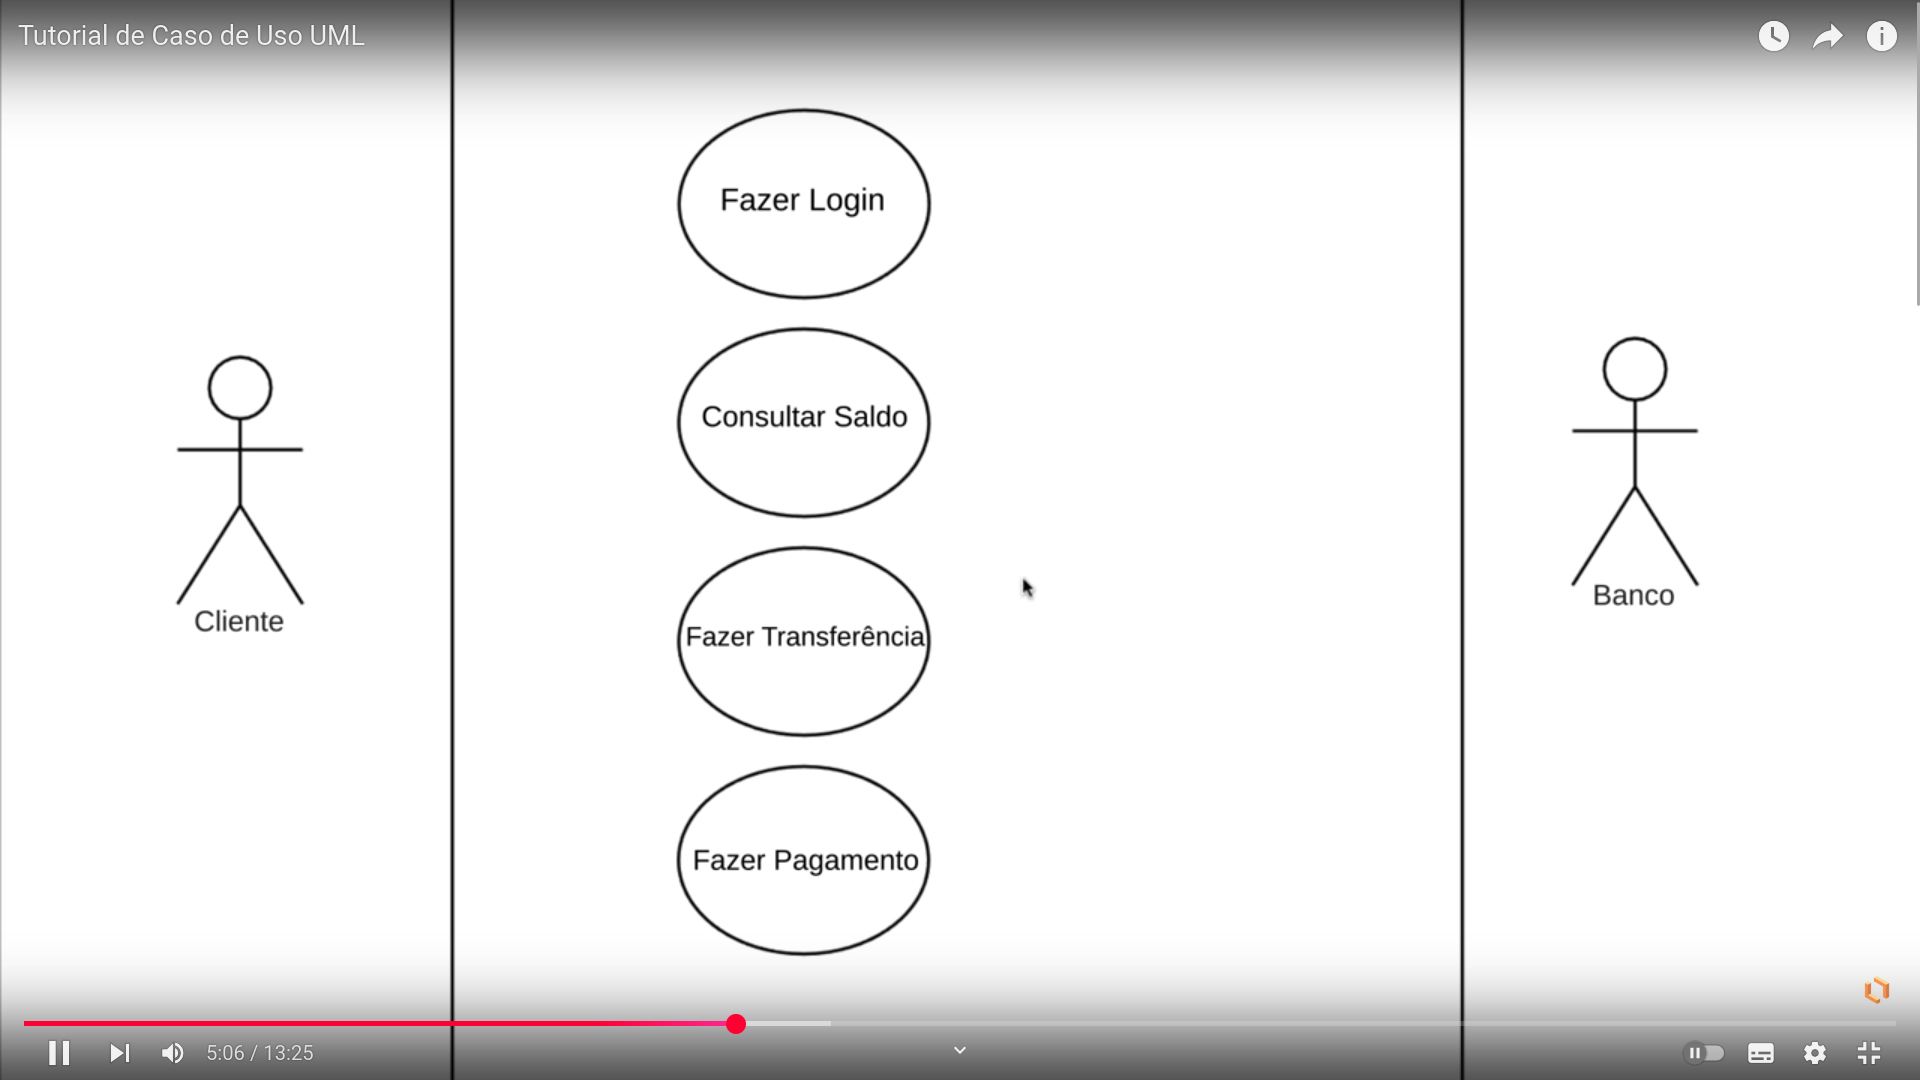 Tutorial de Caso de Uso UML
Fazer Login
Consultar Saldo
Fazer Transferência
Fazer Pagamento
Cliente
Banco
5:06 / 13:25